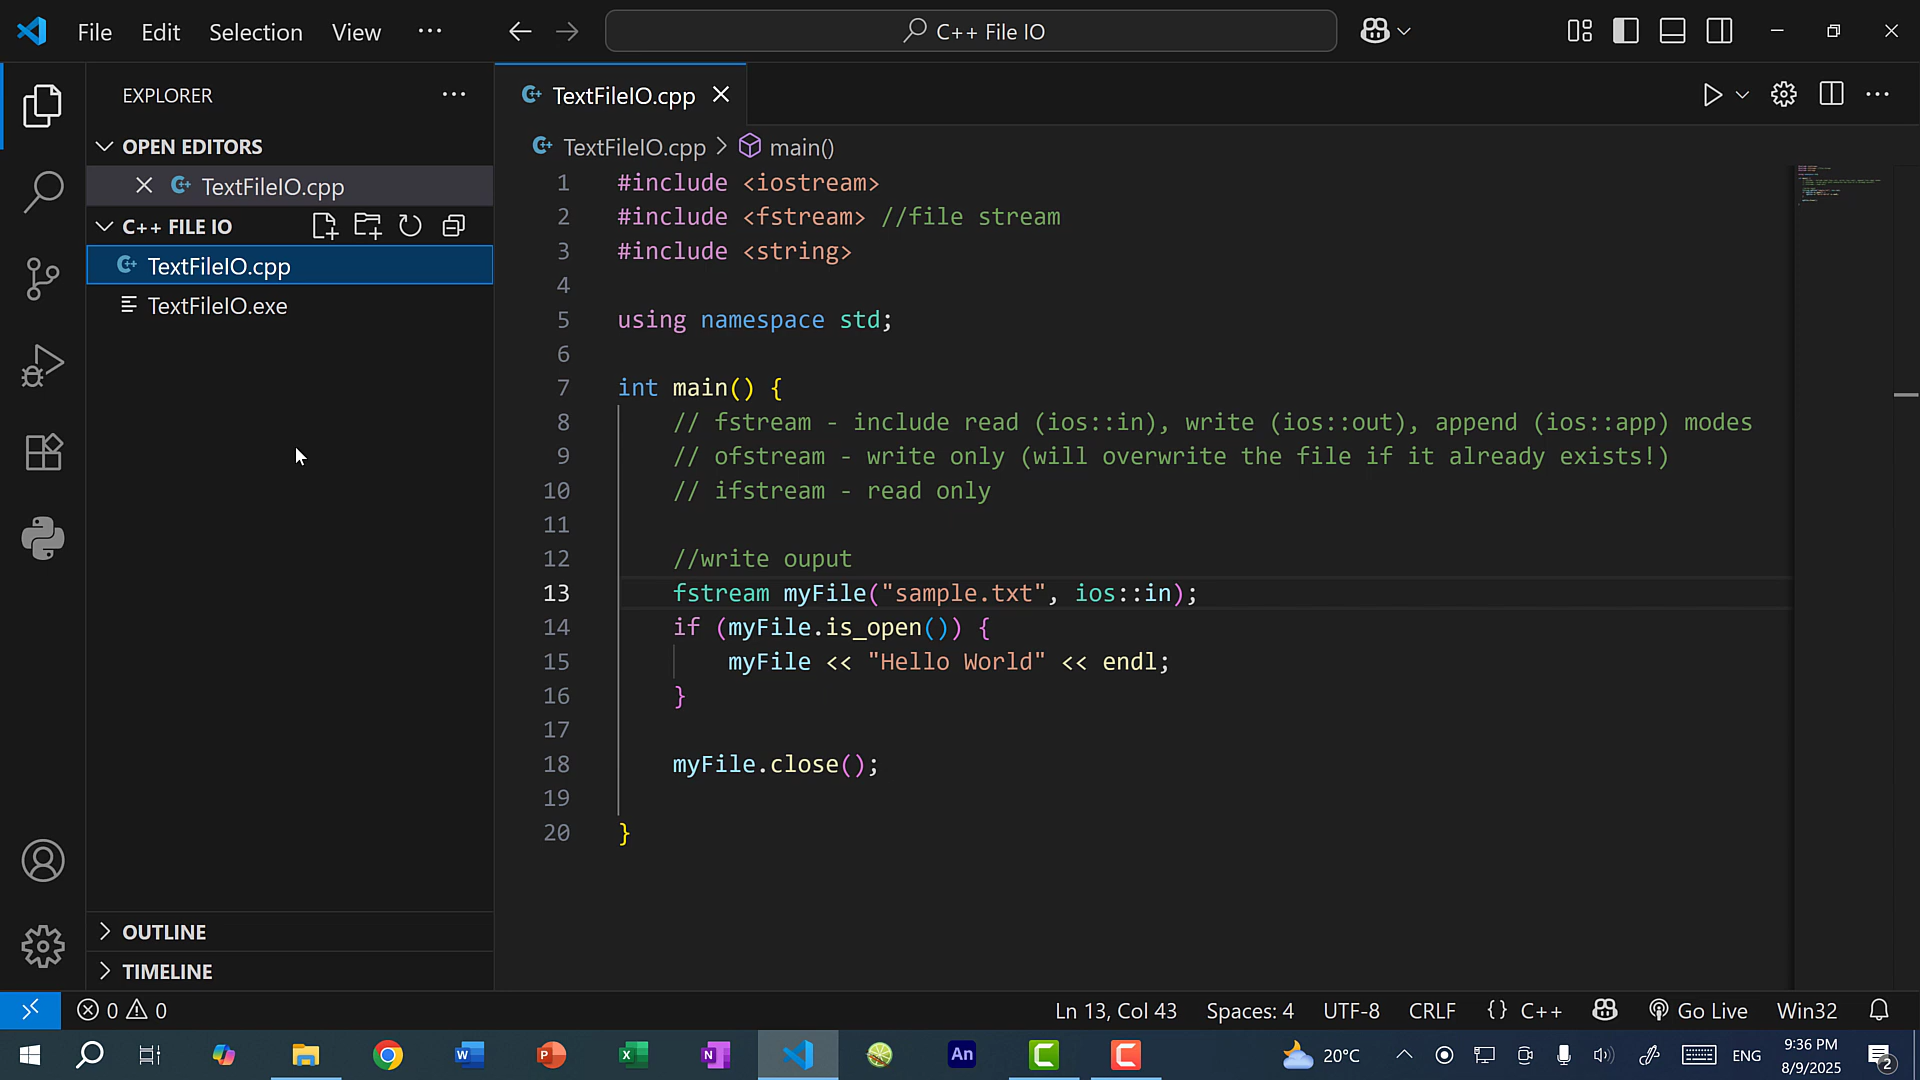 File Edit Selection View ...
C++ File IO
EXPLORER
OPEN EDITORS
TextFileIO.cpp
C++ FILE IO
TextFileIO.cpp
TextFileIO.exe
OUTLINE
TIMELINE
TextFileIO.cpp
TextFileIO.cpp > main()
1 #include <iostream>
2 #include <fstream> //file stream
3 #include <string>
4
5 using namespace std;
6
7 int main() {
8 // fstream - include read (ios::in), write (ios::out), append (ios::app) modes
9 // ofstream - write only (will overwrite the file if it already exists!)
10 // ifstream - read only
11
12 //write ouput
13 fstream myFile("sample.txt", ios::in);
14 if (myFile.is_open()) {
15 myFile << "Hello World" << endl;
16 }
17
18 myFile.close();
19
20 }
0 0 Ln 13, Col 43 Spaces: 4 UTF-8 CRLF {} C++ Go Live Win32
20°C ENG 9:36 PM
8/9/2025
2